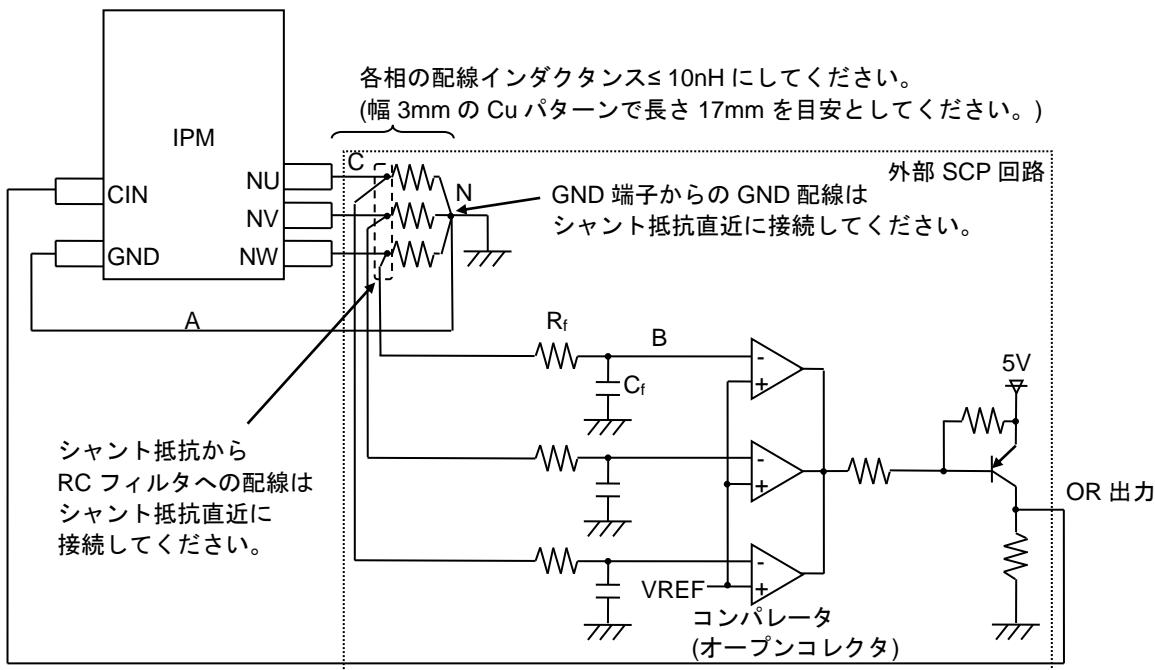 各相の配線インダクタンス≤ 10nH にしてください。
(幅 3mm の Cu パターンで長さ 17mm を目安としてください。)
IPM
外部 SCP 回路
C
NU
N
CIN
GND 端子からの GND 配線は
シャント抵抗直近に接続してください。
NV
GND
NW
A
Rf
B
-
+
Cf
5V
シャント抵抗から
RC フィルタへの配線は
シャント抵抗直近に
接続してください。
-
+
OR 出力
-
+
VREF
コンパレータ
(オープンコレクタ)